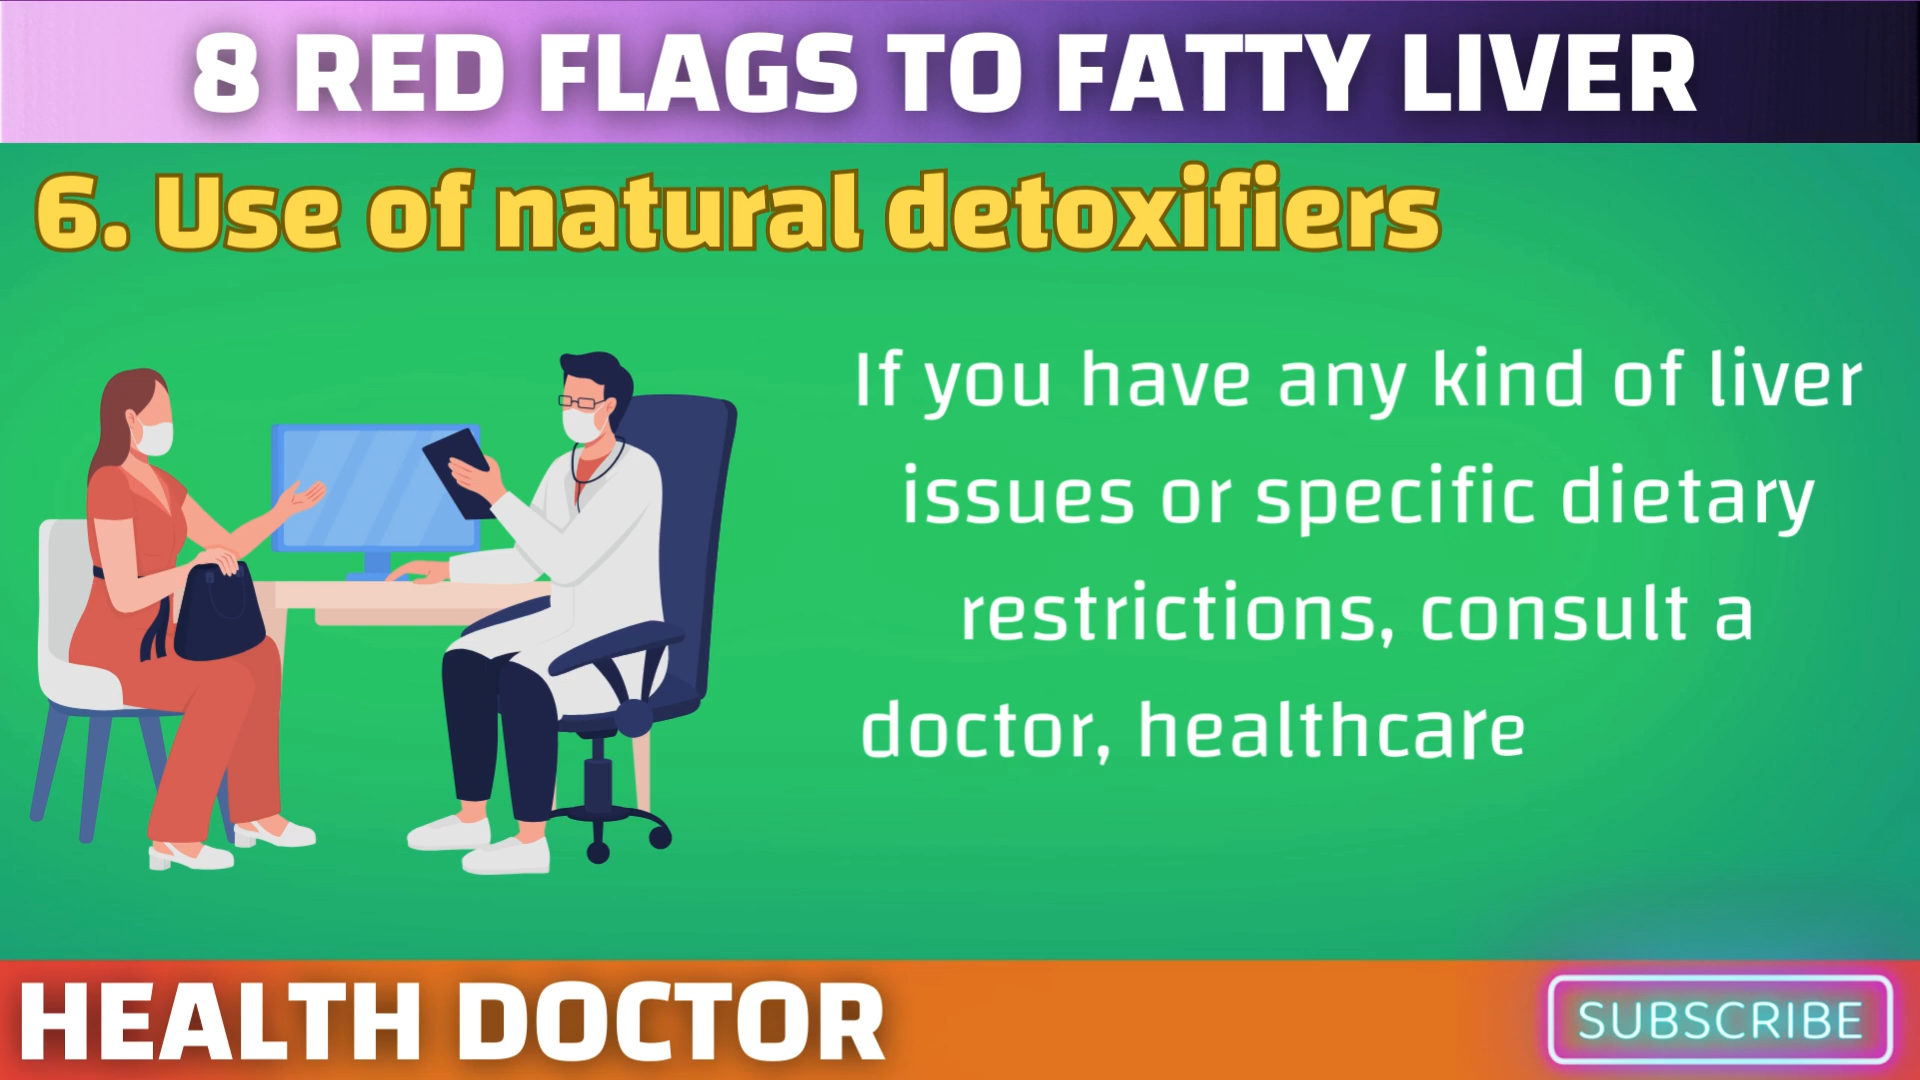 8 RED FLAGS TO FATTY LIVER
6. Use of natural detoxifiers
If you have any kind of liver
issues or specific dietary
restrictions, consult a
doctor, healthcare
HEALTH DOCTOR
SUBSCRIBE